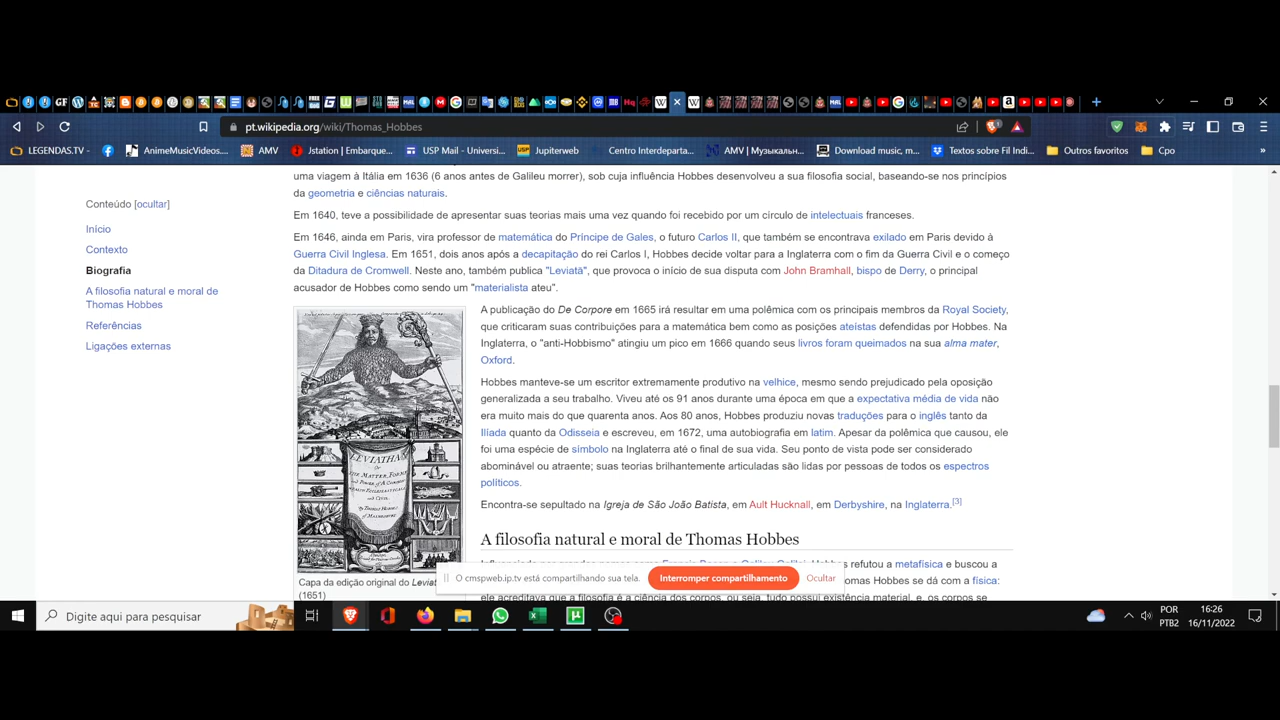 pt.wikipedia.org/wiki/Thomas_Hobbes
LEGENDAS.TV - AnimeMusicVideos.... AMV Jstation | Embarque... USP Mail - Universi... Jupiterweb Centro Interdeparta... AMV | Музыкальн... Download music, m... Textos sobre Fil Indi... Outros favoritos Cpo
Conteúdo [ocultar]
Início
Contexto
Biografia
A filosofia natural e moral de
Thomas Hobbes
Referências
Ligações externas
uma viagem à Itália em 1636 (6 anos antes de Galileu morrer), sob cuja influência Hobbes desenvolveu a sua filosofia social, baseando-se nos princípios
da geometria e ciências naturais.
Em 1640, teve a possibilidade de apresentar suas teorias mais uma vez quando foi recebido por um círculo de intelectuais franceses.
Em 1646, ainda em Paris, vira professor de matemática do Príncipe de Gales, o futuro Carlos II, que também se encontrava exilado em Paris devido à
Guerra Civil Inglesa. Em 1651, dois anos após a decapitação do rei Carlos I, Hobbes decide voltar para a Inglaterra com o fim da Guerra Civil e o começo
da Ditadura de Cromwell. Neste ano, também publica "Leviatã", que provoca o início de sua disputa com John Bramhall, bispo de Derry, o principal
acusador de Hobbes como sendo um "materialista ateu".
A publicação do De Corpore em 1665 irá resultar em uma polêmica com os principais membros da Royal Society,
que criticaram suas contribuições para a matemática bem como as posições ateístas defendidas por Hobbes. Na
Inglaterra, o "anti-Hobbismo" atingiu um pico em 1666 quando seus livros foram queimados na sua alma mater,
Oxford.
Hobbes manteve-se um escritor extremamente produtivo na velhice, mesmo sendo prejudicado pela oposição
generalizada a seu trabalho. Viveu até os 91 anos durante uma época em que a expectativa média de vida não
era muito mais do que quarenta anos. Aos 80 anos, Hobbes produziu novas traduções para o inglês tanto da
Ilíada quanto da Odisseia e escreveu, em 1672, uma autobiografia em latim. Apesar da polêmica que causou, ele
foi uma espécie de símbolo na Inglaterra até o final de sua vida. Seu ponto de vista pode ser considerado
abominável ou atraente; suas teorias brilhantemente articuladas são lidas por pessoas de todos os espectros
políticos.
Encontra-se sepultado na Igreja de São João Batista, em Ault Hucknall, em Derbyshire, na Inglaterra.[3]
LEVIATHAN
Capa da edição original do Leviat
(1651)
A filosofia natural e moral de Thomas Hobbes
refutou a metafísica e buscou a
homas Hobbes se dá com a física:
ele acreditava que a filosofia é a ciência dos corpos, ou seja, tudo possui existência material, e, os corpos se
O cmspweb.ip.tv está compartilhando sua tela. Interromper compartilhamento Ocultar
Digite aqui para pesquisar
POR
PTB2
16:26
16/11/2022